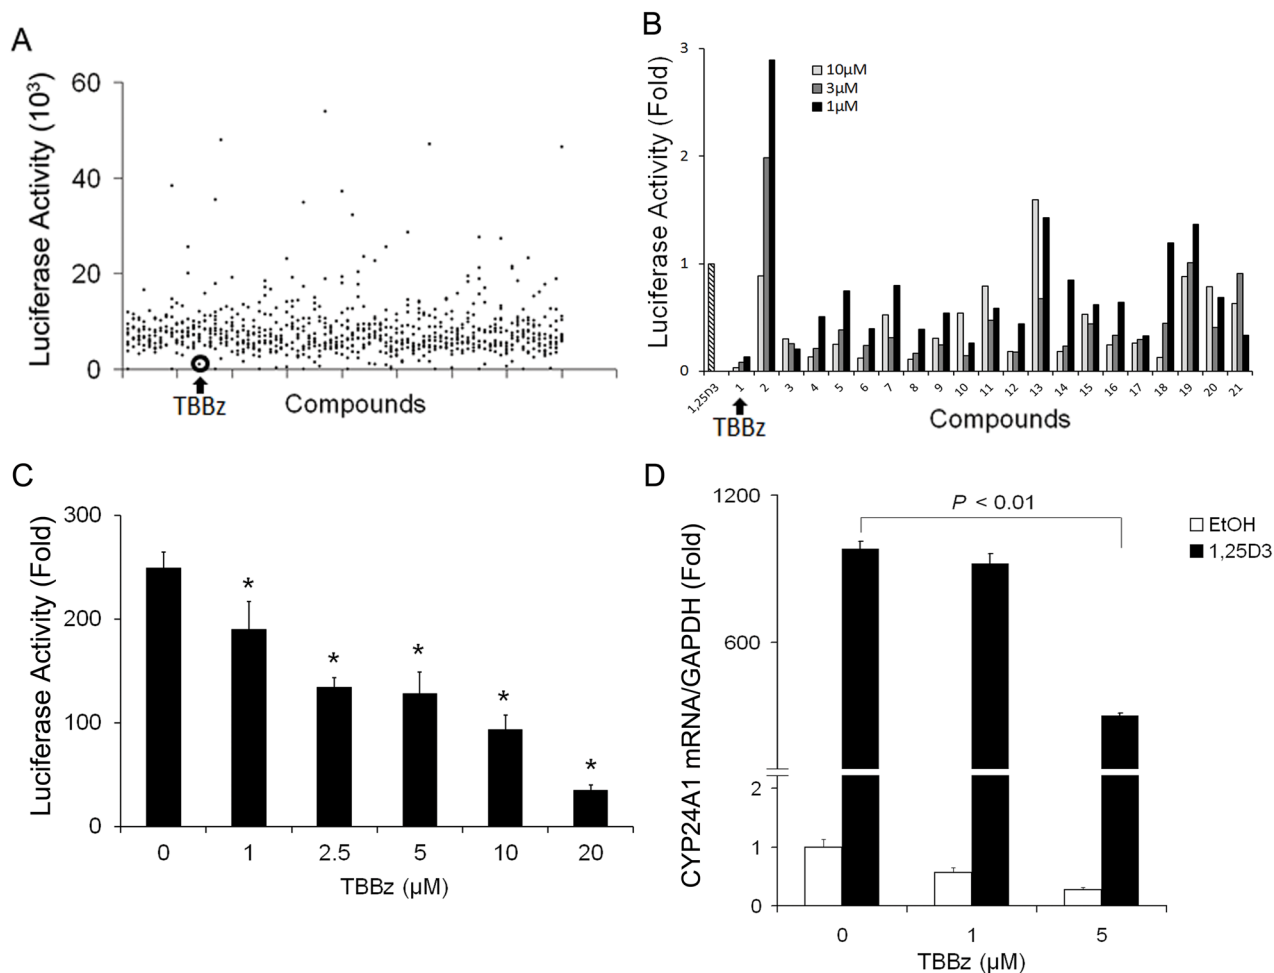 A
Luciferase Activity (10³)
60
40
20
0
TBBz
Compounds
B
Luciferase Activity (Fold)
3
2
1
0
10µM
3µM
1µM
1,25D3 1 2 3 4 5 6 7 8 9 10 11 12 13 14 15 16 17 18 19 20 21
TBBz
Compounds
C
Luciferase Activity (Fold)
300
200
100
0
* * * * *
0 1 2.5 5 10 20
TBBz (µM)
D
CYP24A1 mRNA/GAPDH (Fold)
1200
600
2
1
0
P < 0.01
EtOH
1,25D3
0 1 5
TBBz (µM)